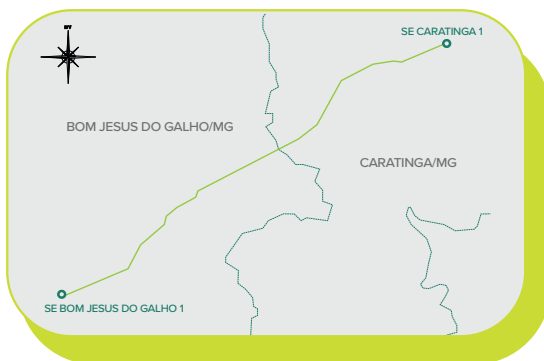 SE CARATINGA 1
BOM JESUS DO GALHO/MG
CARATINGA/MG
SE BOM JESUS DO GALHO 1